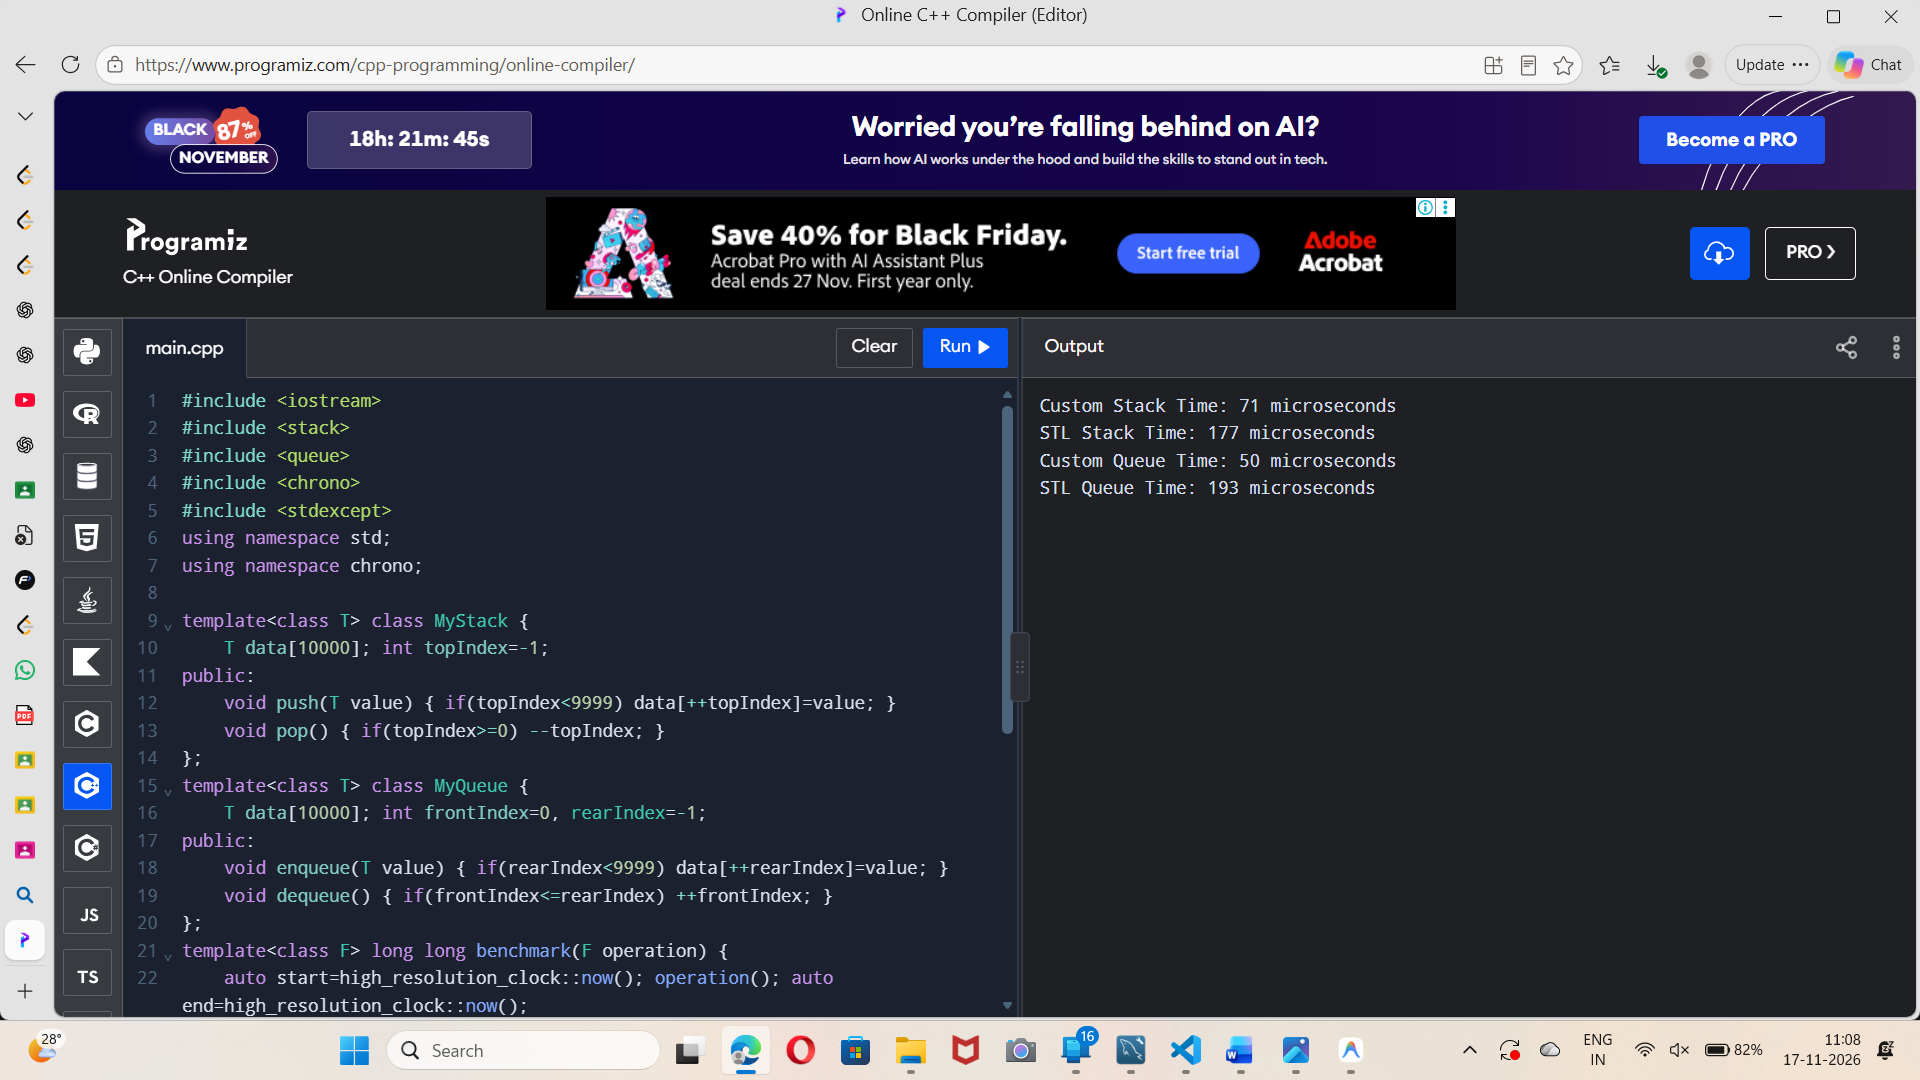 Online C++ Compiler (Editor)
https://www.programiz.com/cpp-programming/online-compiler/
Update
Chat
BLACK 87% OFF
NOVEMBER
18h: 21m: 45s
Worried you're falling behind on AI?
Learn how AI works under the hood and build the skills to stand out in tech.
Become a PRO
Programiz
C++ Online Compiler
Save 40% for Black Friday.
Acrobat Pro with AI Assistant Plus
deal ends 27 Nov. First year only.
Start free trial
Adobe
Acrobat
PRO
main.cpp
Clear
Run
Output
1 #include <iostream>
2 #include <stack>
3 #include <queue>
4 #include <chrono>
5 #include <stdexcept>
6 using namespace std;
7 using namespace chrono;
8
9 template<class T> class MyStack {
10 T data[10000]; int topIndex=-1;
11 public:
12 void push(T value) { if(topIndex<9999) data[++topIndex]=value; }
13 void pop() { if(topIndex>=0) --topIndex; }
14 };
15 template<class T> class MyQueue {
16 T data[10000]; int frontIndex=0, rearIndex=-1;
17 public:
18 void enqueue(T value) { if(rearIndex<9999) data[++rearIndex]=value; }
19 void dequeue() { if(frontIndex<=rearIndex) ++frontIndex; }
20 };
21 template<class F> long long benchmark(F operation) {
22 auto start=high_resolution_clock::now(); operation(); auto
end=high_resolution_clock::now();
Custom Stack Time: 71 microseconds
STL Stack Time: 177 microseconds
Custom Queue Time: 50 microseconds
STL Queue Time: 193 microseconds
PDF
JS
TS
28°
Search
16
ENG
IN
82%
11:08
17-11-2026